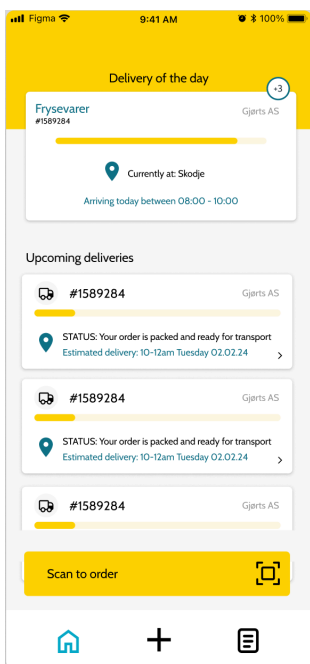 Figma 9:41 AM 100%
Delivery of the day
+3
Frysevarer Gjørts AS
#1589284
Currently at: Skodje
Arriving today between 08:00 - 10:00
Upcoming deliveries
#1589284 Gjørts AS
STATUS: Your order is packed and ready for transport
Estimated delivery: 10-12am Tuesday 02.02.24
#1589284 Gjørts AS
STATUS: Your order is packed and ready for transport
Estimated delivery: 10-12am Tuesday 02.02.24
#1589284 Gjørts AS
Scan to order